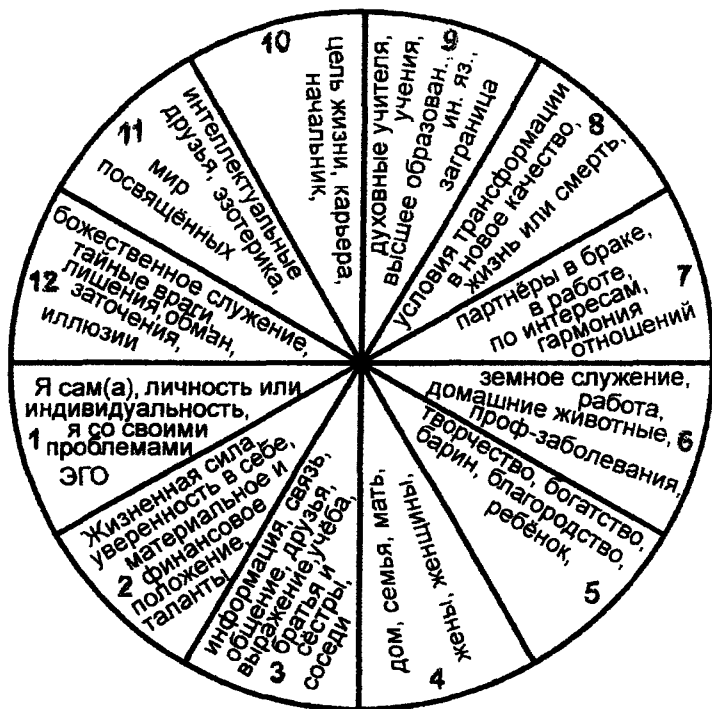 1
Я сам(а), личность или
индивидуальность,
я со своими
проблемами
ЭГО
2
Жизненная сила,
уверенность в себе,
материальное и
финансовое
положение,
таланты
3
информация, связь,
общение, друзья,
выражение, учёба,
братья и
сёстры,
соседи
4
дом, семья, мать,
жены, женщины,
5
творчество, богатство,
барин, благородство,
ребёнок,
6
земное служение,
работа,
домашние животные,
проф-заболевания,
7
партнёры в браке,
в работе,
по интересам,
гармония
отношений
8
условия трансформации
в новое качество,
жизнь или смерть,
9
духовные учителя,
учения,
высшее образован.,
ин. яз.,
заграница
10
цель жизни, карьера,
начальник,
11
интеллектуальные
друзья, эзотерика,
мир
посвящённых
12
божественное служение,
тайные враги
лишения, обман,
заточения,
иллюзии